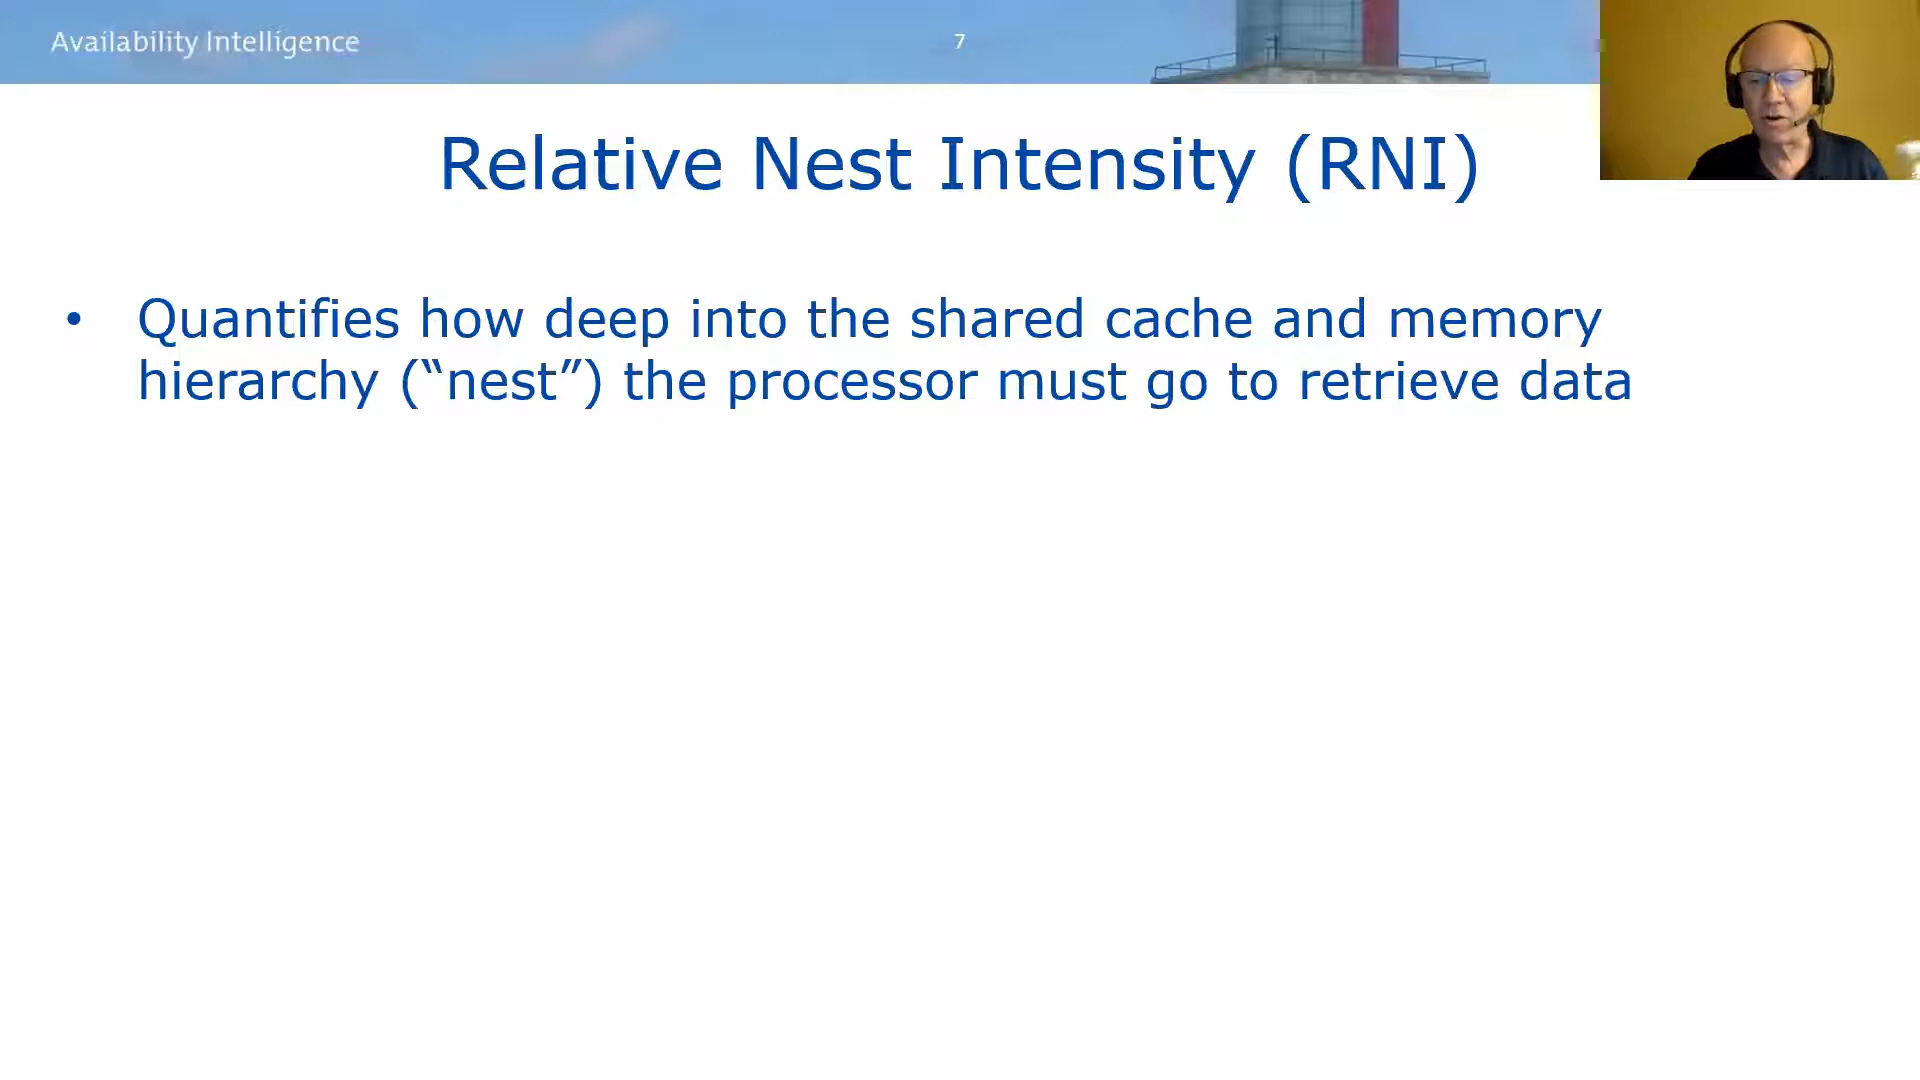 Availability Intelligence
7
Relative Nest Intensity (RNI)
• Quantifies how deep into the shared cache and memory
hierarchy (“nest”) the processor must go to retrieve data